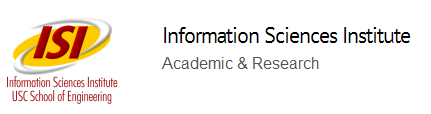 ISI
Information Sciences Institute
USC School of Engineering
Information Sciences Institute
Academic & Research